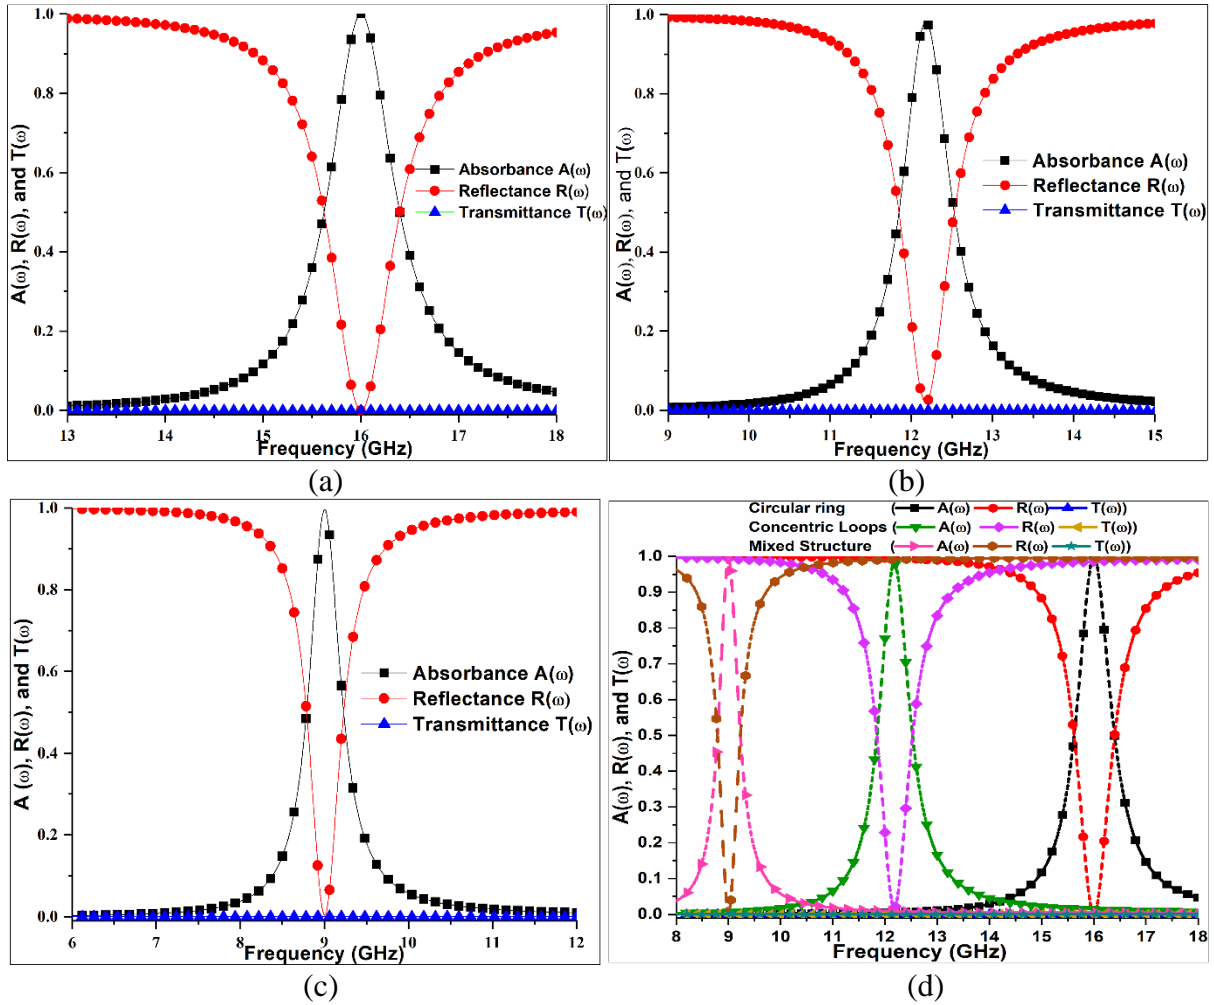 1.0
0.8
0.6
0.4
0.2
0.0
A(ω), R(ω), and T(ω)
Absorbance A(ω)
Reflectance R(ω)
Transmittance T(ω)
13 14 15 16 17 18
Frequency (GHz)
(a)
1.0
0.8
0.6
0.4
0.2
0.0
A(ω), R(ω), and T(ω)
Absorbance A(ω)
Reflectance R(ω)
Transmittance T(ω)
9 10 11 12 13 14 15
Frequency (GHz)
(b)
1.0
0.8
0.6
0.4
0.2
0.0
A (ω), R(ω), and T(ω)
Absorbance A(ω)
Reflectance R(ω)
Transmittance T(ω)
6 7 8 9 10 11 12
Frequency (GHz)
(c)
Circular ring ( A(ω) R(ω) T(ω))
Concentric Loops ( A(ω) R(ω) T(ω))
Mixed Structure ( A(ω) R(ω) T(ω))
1.0
0.9
0.8
0.7
0.6
0.5
0.4
0.3
0.2
0.1
0.0
A(ω), R(ω), and T(ω)
8 9 10 11 12 13 14 15 16 17 18
Frequency (GHz)
(d)